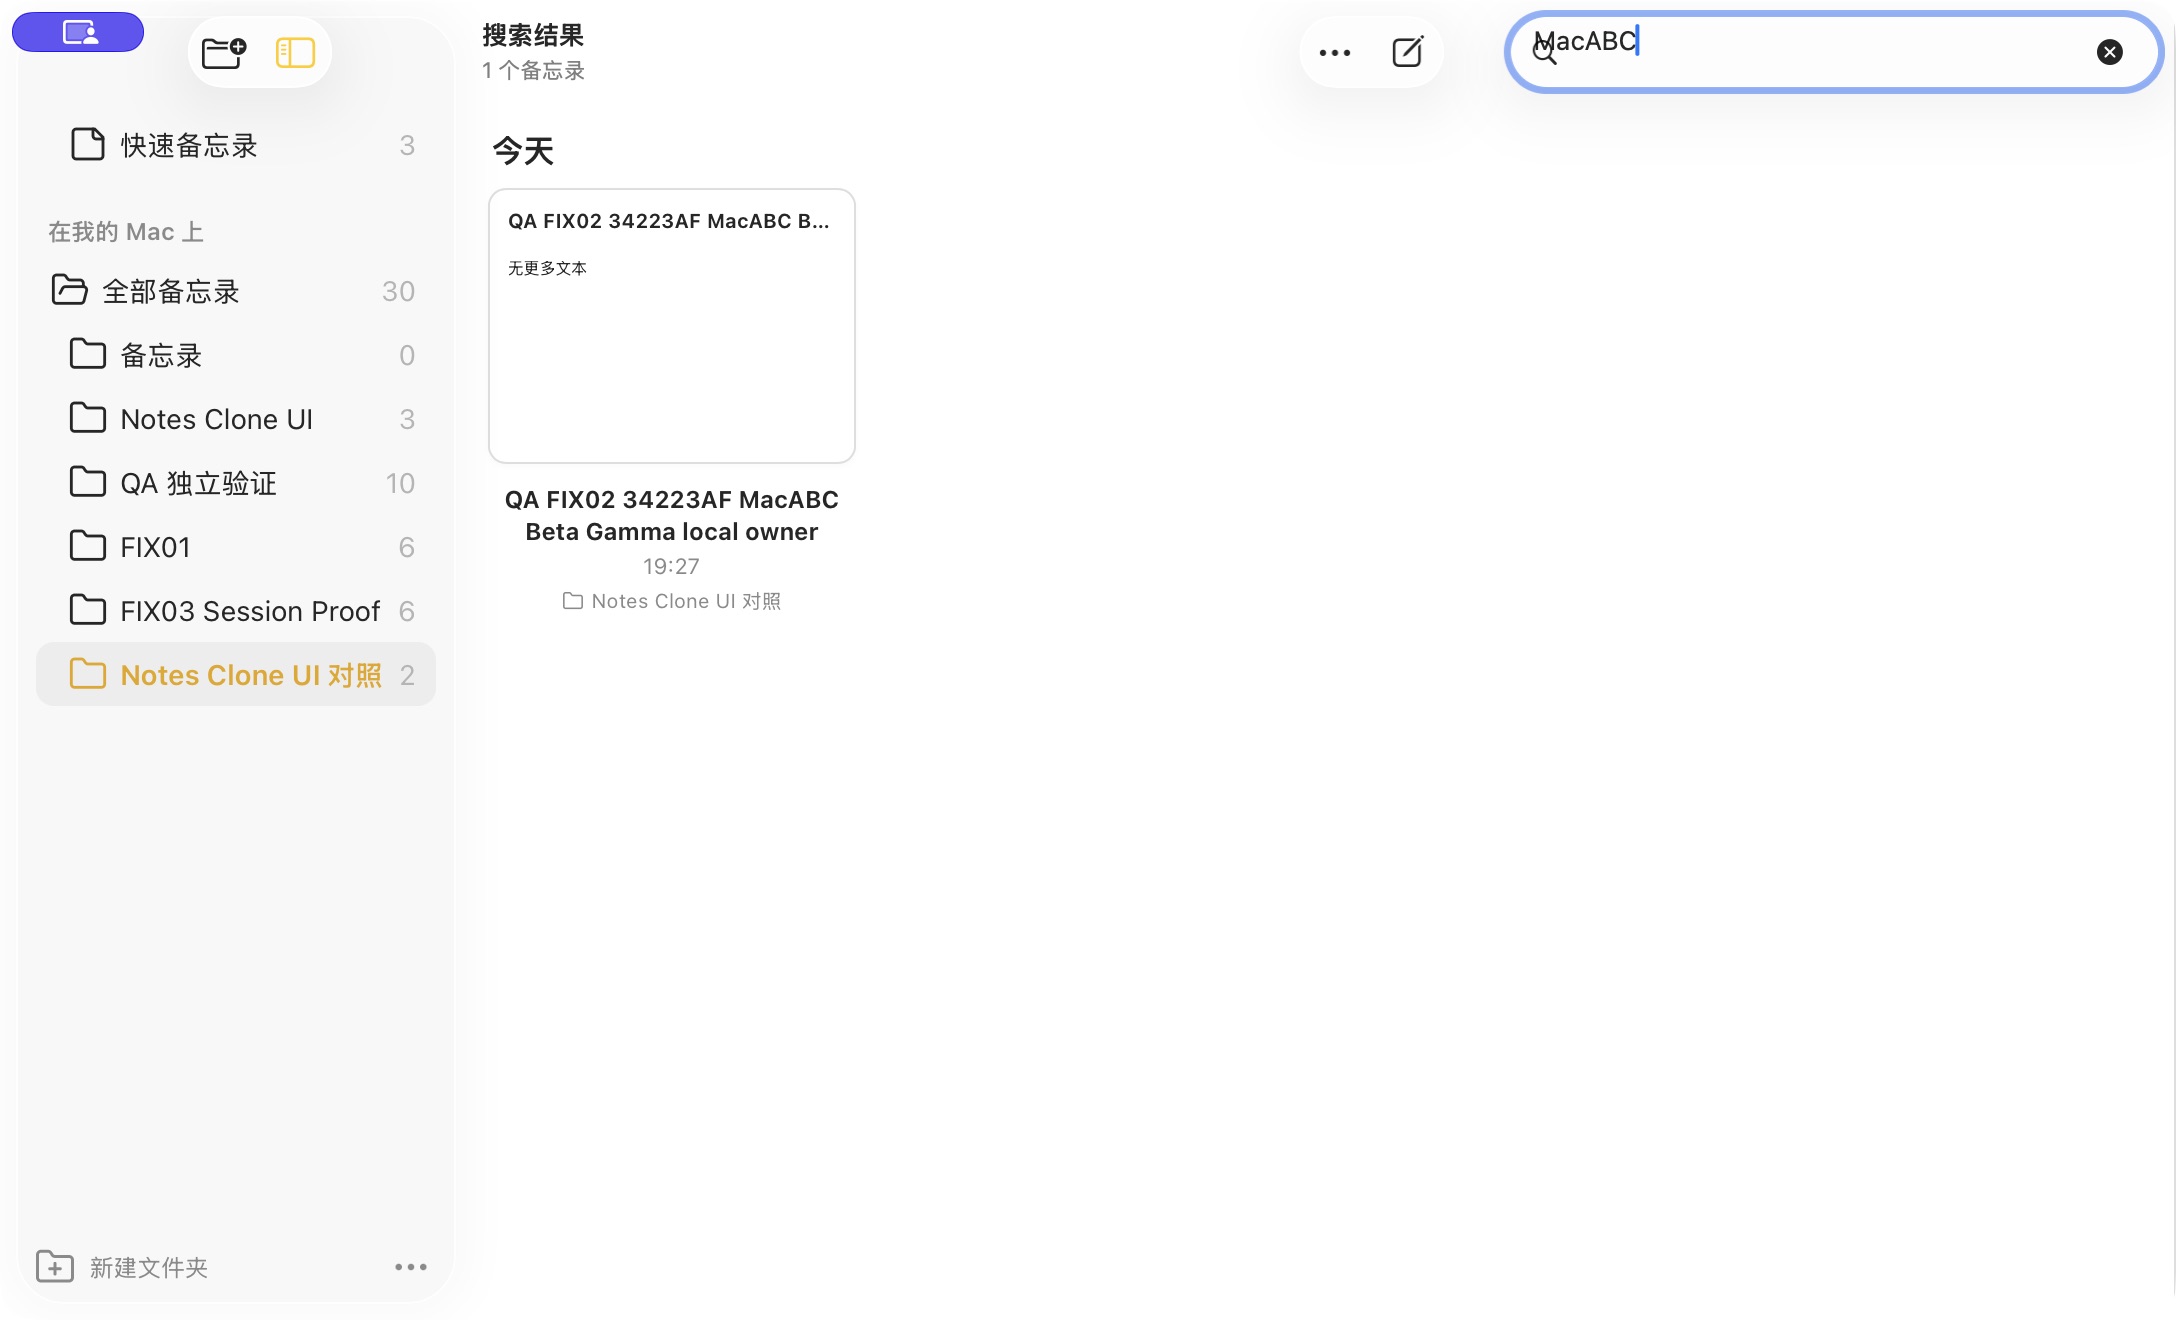 快速备忘录 3
在我的 Mac 上
全部备忘录 30
备忘录 0
Notes Clone UI 3
QA 独立验证 10
FIX01 6
FIX03 Session Proof 6
Notes Clone UI 对照 2
新建文件夹
搜索结果
1 个备忘录
MacABC
今天
QA FIX02 34223AF MacABC B...
无更多文本
QA FIX02 34223AF MacABC
Beta Gamma local owner
19:27
Notes Clone UI 对照